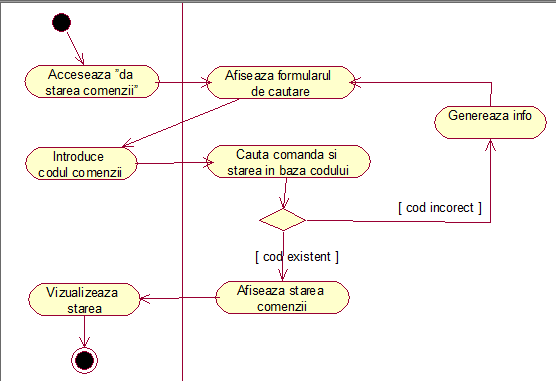 Acceseaza ”da
starea comenzii”
Afiseaza formularul
de cautare
Genereaza info
Introduce
codul comenzii
Cauta comanda si
starea in baza codului
[ cod incorect ]
[ cod existent ]
Vizualizeaza
starea
Afiseaza starea
comenzii